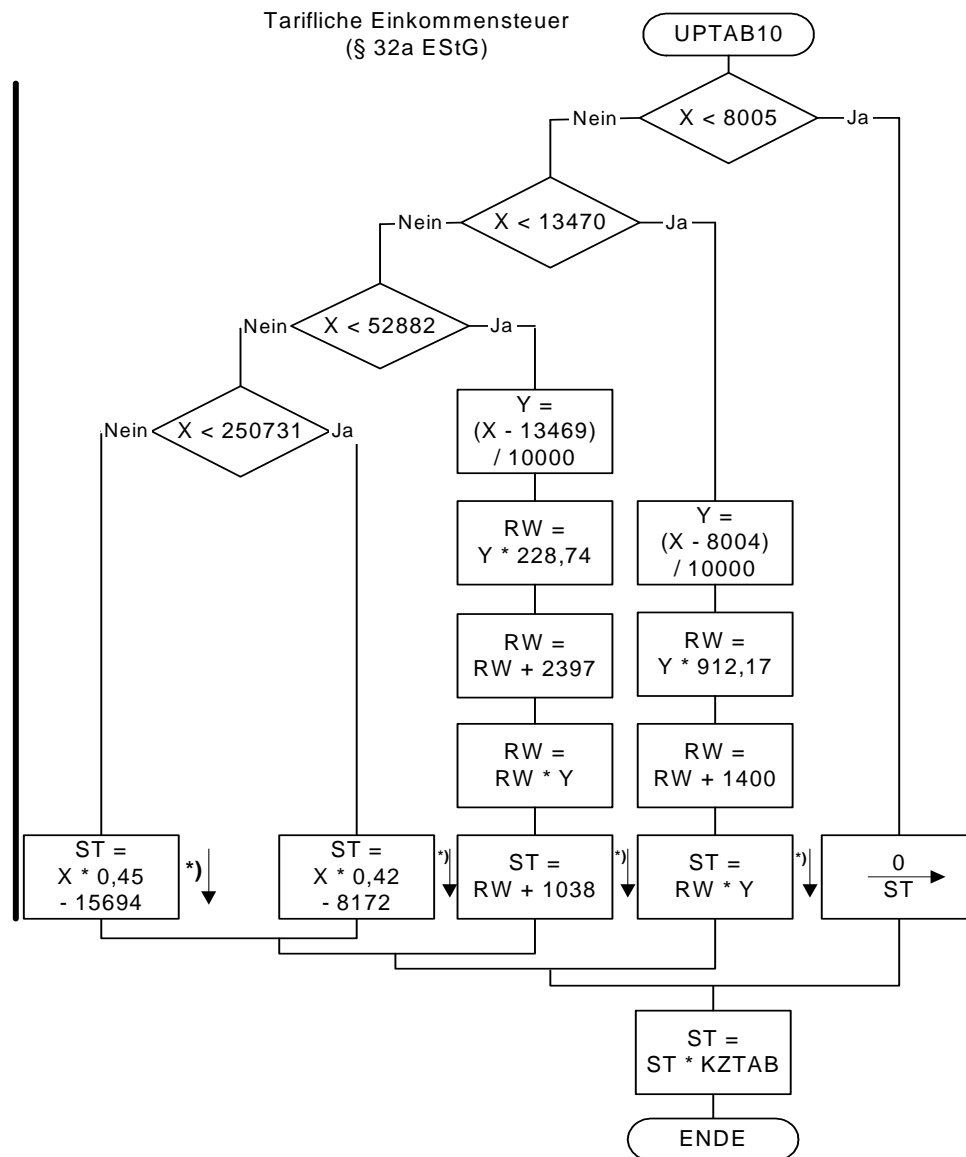 Tarifliche Einkommensteuer
(§ 32a EStG)
UPTAB10
X < 8005
Nein
Ja
X < 13470
Nein
Ja
X < 52882
Nein
Ja
X < 250731
Nein
Ja
Y =
(X - 13469)
/ 10000
RW =
Y * 228,74
RW =
RW + 2397
RW =
RW * Y
Y =
(X - 8004)
/ 10000
RW =
Y * 912,17
RW =
RW + 1400
ST =
X * 0,45
- 15694
*)
ST =
X * 0,42
- 8172
*)
ST =
RW + 1038
*)
ST =
RW * Y
*)
0
ST
ST =
ST * KZTAB
ENDE